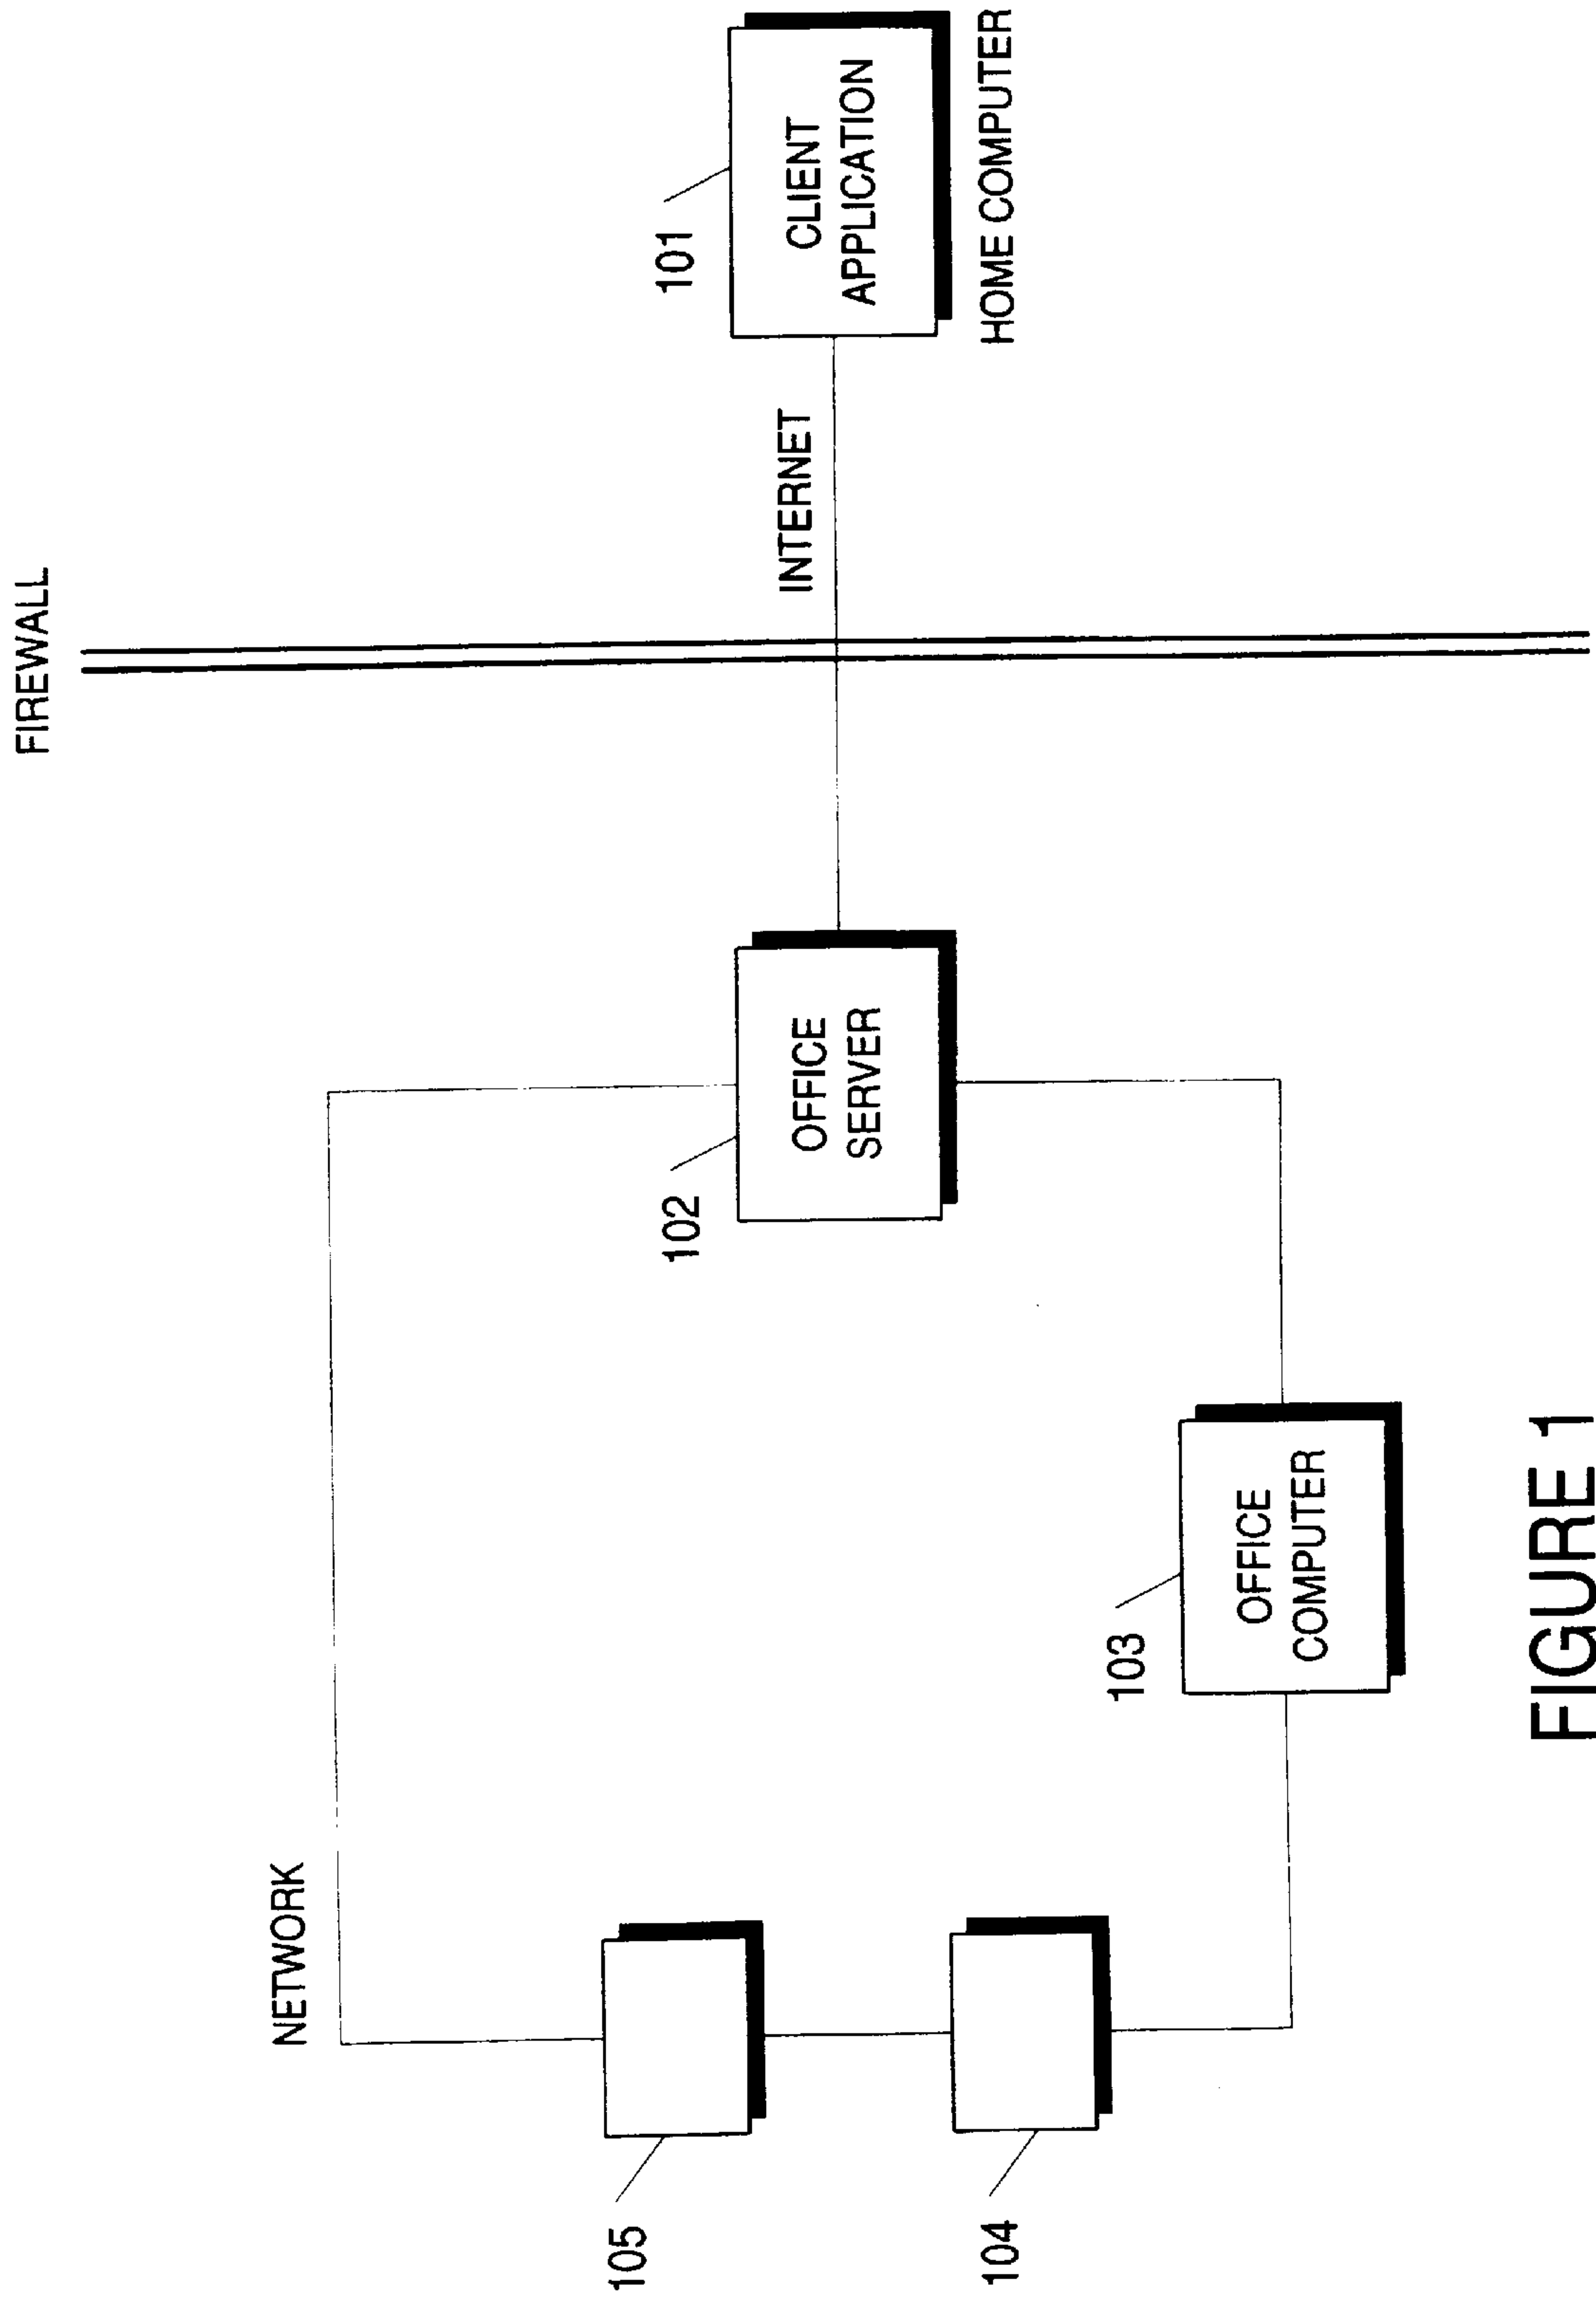 FIREWALL
NETWORK
101
CLIENT
APPLICATION
HOME COMPUTER
INTERNET
102
OFFICE
SERVER
105
104
103
OFFICE
COMPUTER
FIGURE 1